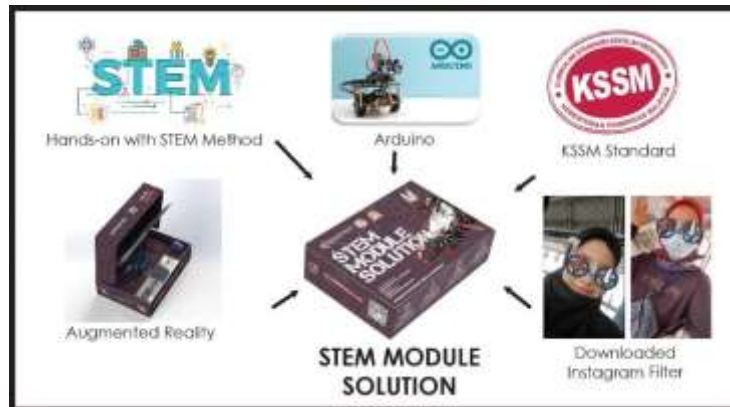 STEM
ARDUINO
KSSM
Hands-on with STEM Method
Arduino
KSSM Standard
STEM
MODULE
SOLUTION
Augmented Reality
Downloaded
Instagram Filter
STEM MODULE
SOLUTION